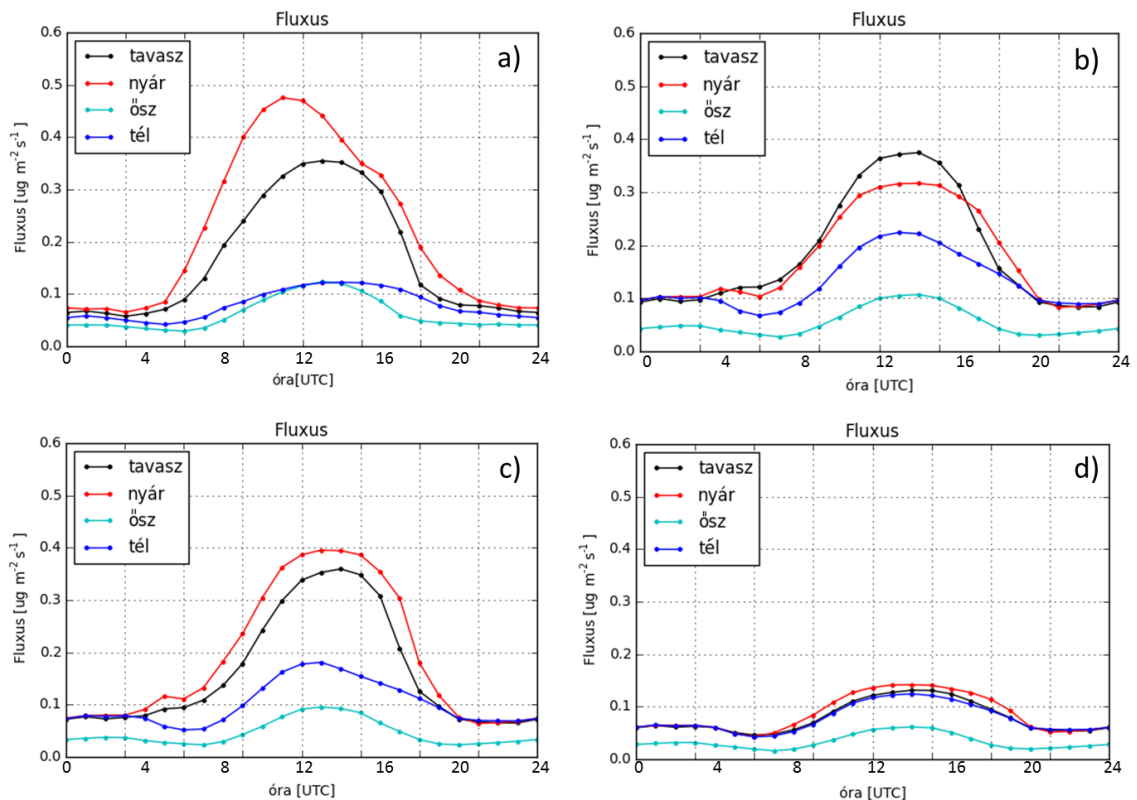 Fluxus
a)
tavasz
nyár
ősz
tél
Fluxus [ug m-2 s-1]
0.6
0.5
0.4
0.3
0.2
0.1
0.0
0 4 8 12 16 20 24
óra[UTC]
Fluxus
b)
tavasz
nyár
ősz
tél
Fluxus [ug m-2 s-1]
0.6
0.5
0.4
0.3
0.2
0.1
0.0
0 4 8 12 16 20 24
óra [UTC]
Fluxus
c)
tavasz
nyár
ősz
tél
Fluxus [ug m-2 s-1]
0.6
0.5
0.4
0.3
0.2
0.1
0.0
0 4 8 12 16 20 24
óra [UTC]
Fluxus
d)
tavasz
nyár
ősz
tél
Fluxus [ug m-2 s-1]
0.6
0.5
0.4
0.3
0.2
0.1
0.0
0 4 8 12 16 20 24
óra [UTC]